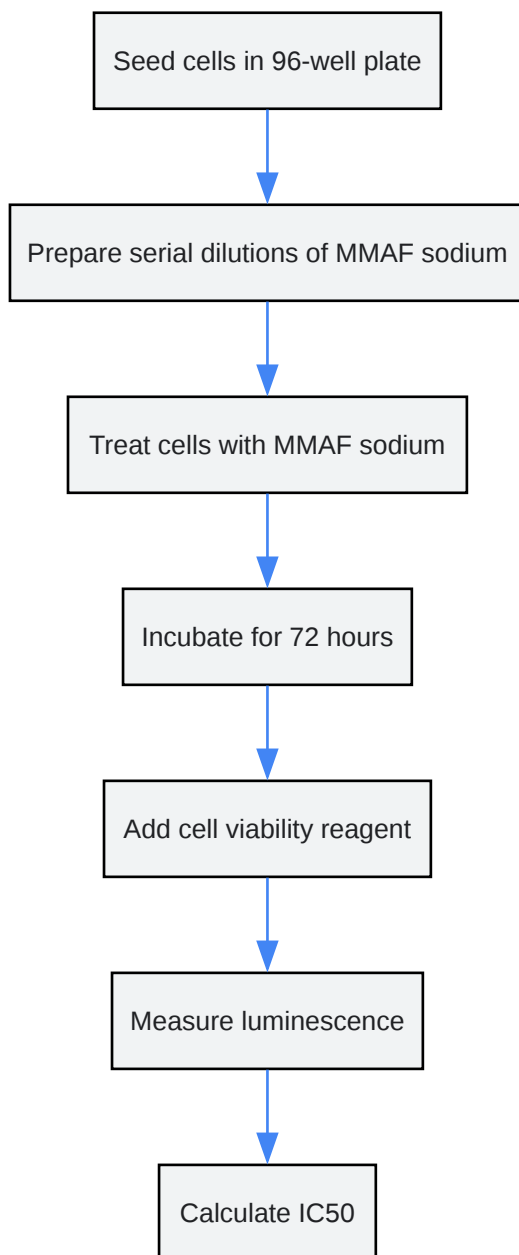 Seed cells in 96-well plate
Prepare serial dilutions of MMAF sodium
Treat cells with MMAF sodium
Incubate for 72 hours
Add cell viability reagent
Measure luminescence
Calculate IC50